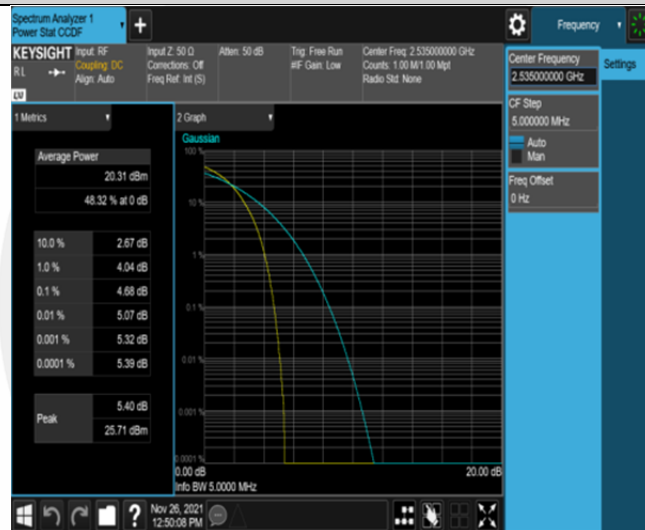 Spectrum Analyzer 1
Power Stat CCDF
Frequency
KEYSIGHT
R L
LXI
Input: RF
Coupling: DC
Align: Auto
Input Z: 50 Ω
Corrections: Off
Freq Ref: Int (S)
Atten: 50 dB
Trig: Free Run
#IF Gain: Low
Center Freq: 2.535000000 GHz
Counts: 1.00 M/1.00 Mpt
Radio Std: None
Center Frequency
2.535000000 GHz
Settings
CF Step
5.000000 MHz
Auto
Man
Freq Offset
0 Hz
1 Metrics
Average Power
20.31 dBm
48.32 % at 0 dB
10.0 % 2.67 dB
1.0 % 4.04 dB
0.1 % 4.68 dB
0.01 % 5.07 dB
0.001 % 5.32 dB
0.0001 % 5.39 dB
Peak
5.40 dB
25.71 dBm
2 Graph
Gaussian
100 %
10 %
1 %
0.1 %
0.01 %
0.001 %
0.0001 %
0.00 dB 20.00 dB
Info BW 5.0000 MHz
?
Nov 26, 2021
12:50:08 PM